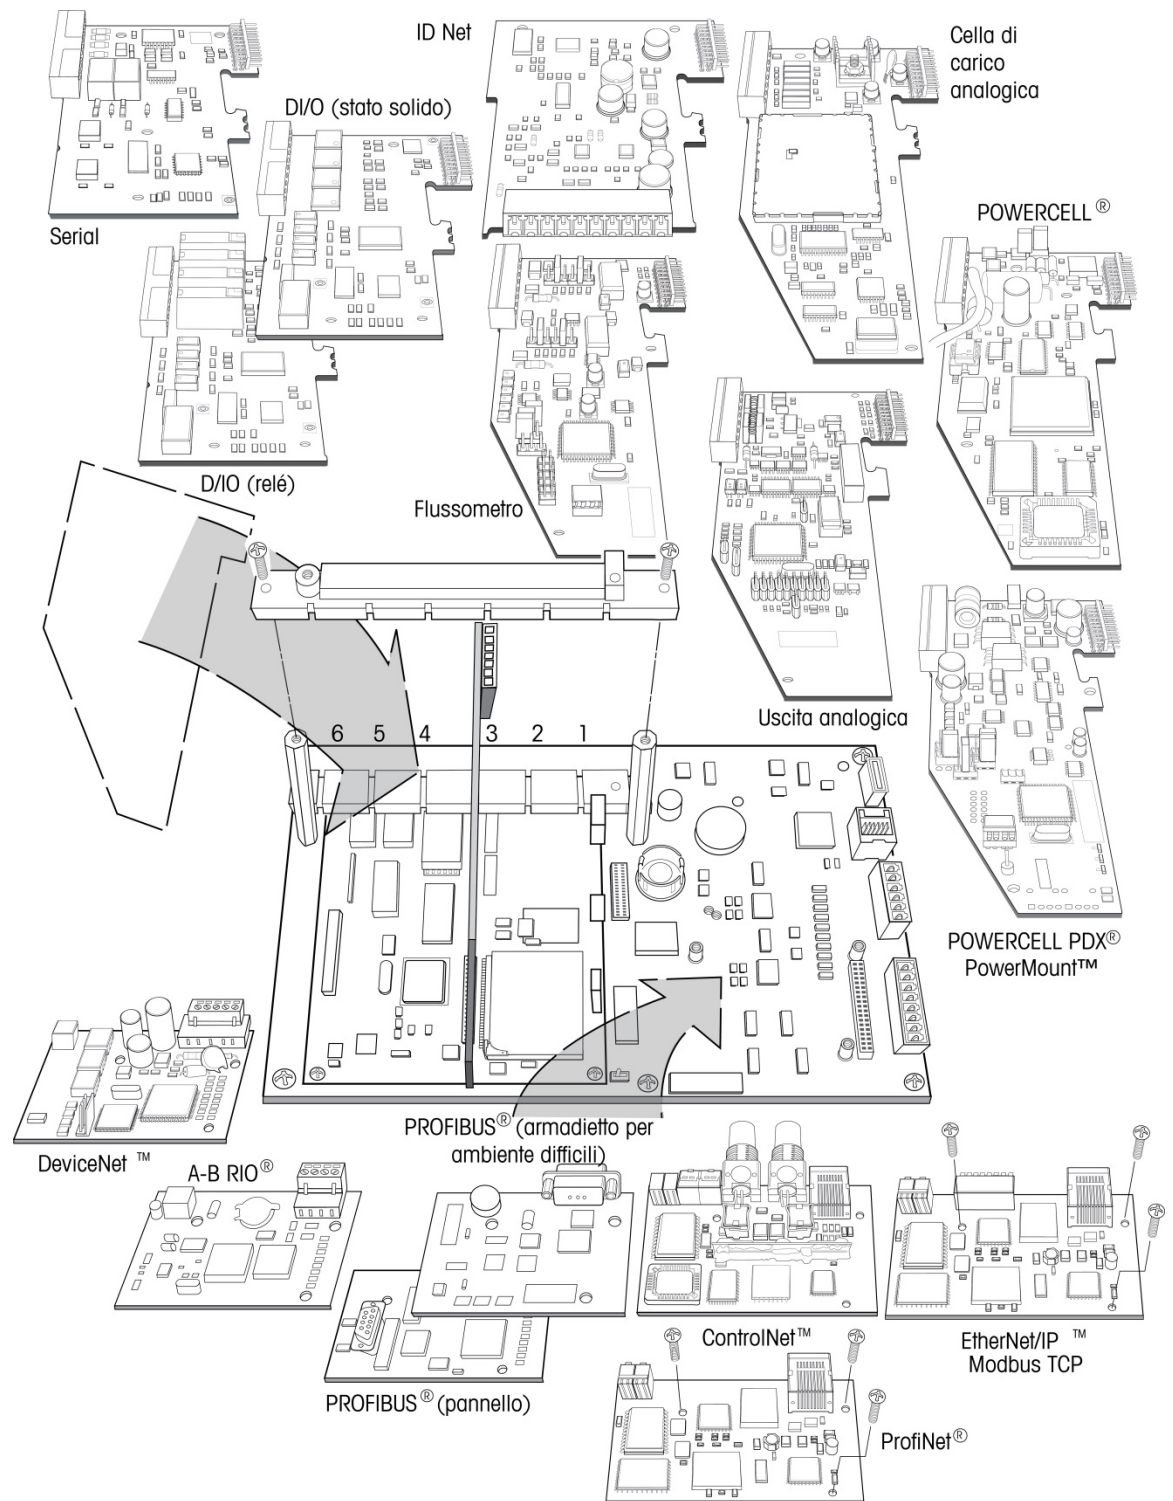 ID Net
Cella di
carico
analogica
DI/O (stato solido)
Serial
POWERCELL ®
D/IO (relé)
Flussometro
Uscita analogica
6 5 4 3 2 1
POWERCELL PDX®
PowerMount™
PROFIBUS® (armadietto per
ambiente difficili)
DeviceNet ™
A-B RIO®
ControlNet™
EtherNet/IP ™
Modbus TCP
PROFIBUS® (pannello)
ProfiNet®